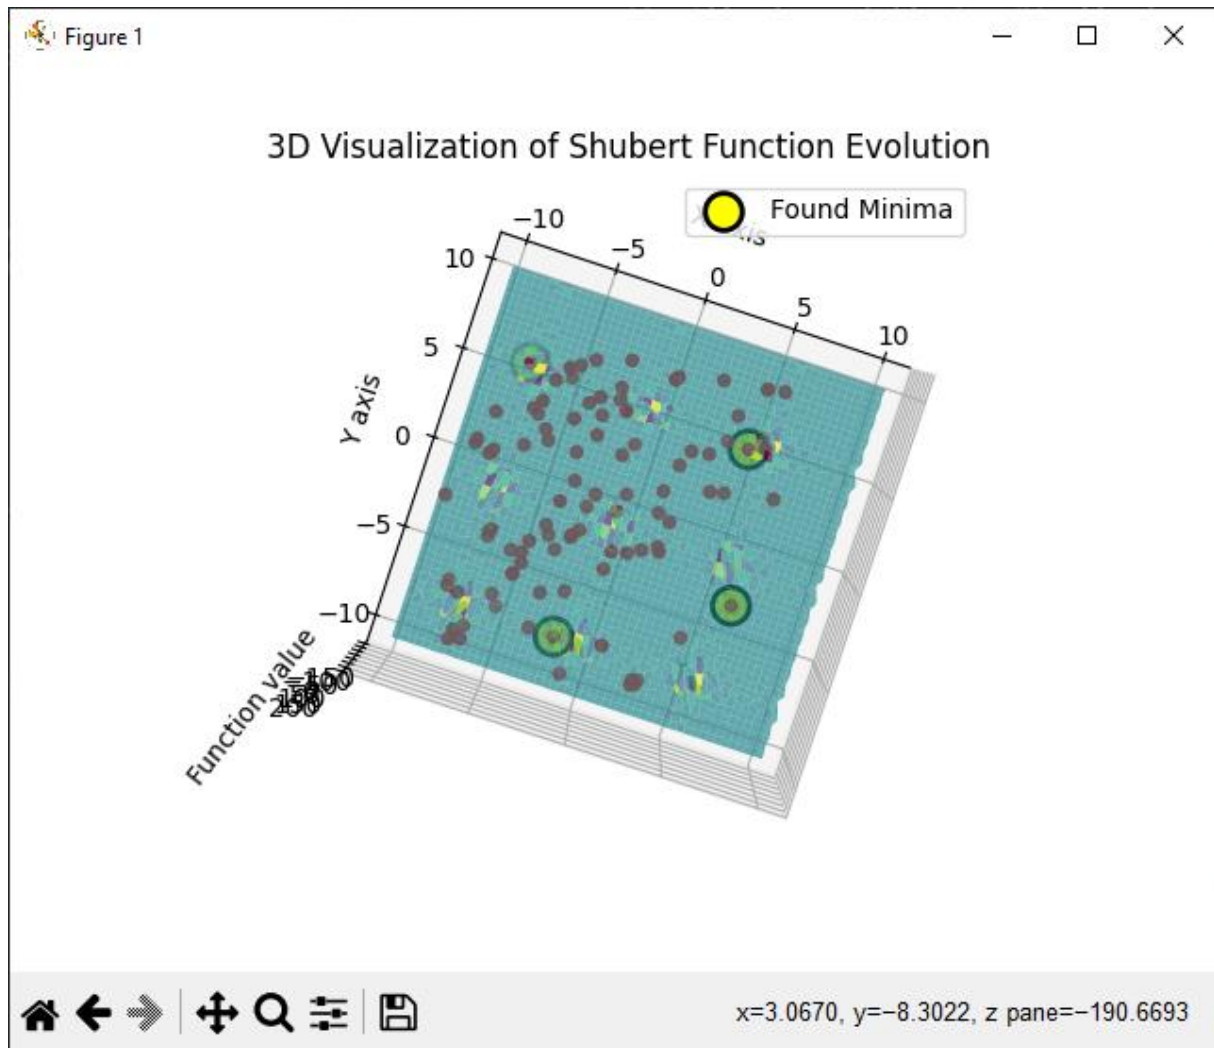 Figure 1
3D Visualization of Shubert Function Evolution
Found Minima
−10
−5
0
5
10
10
5
0
−5
−10
Y axis
Function value
x=3.0670, y=−8.3022, z pane=−190.6693